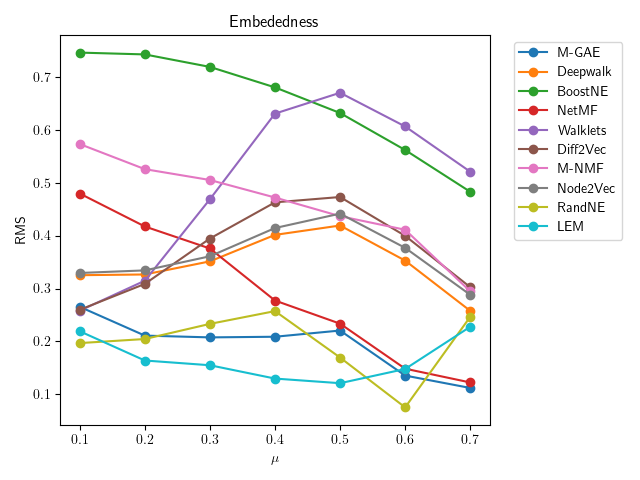 Embededness
RMS
0.7
0.6
0.5
0.4
0.3
0.2
0.1
0.1 0.2 0.3 0.4 0.5 0.6 0.7
μ
M-GAE
Deepwalk
BoostNE
NetMF
Walklets
Diff2Vec
M-NMF
Node2Vec
RandNE
LEM